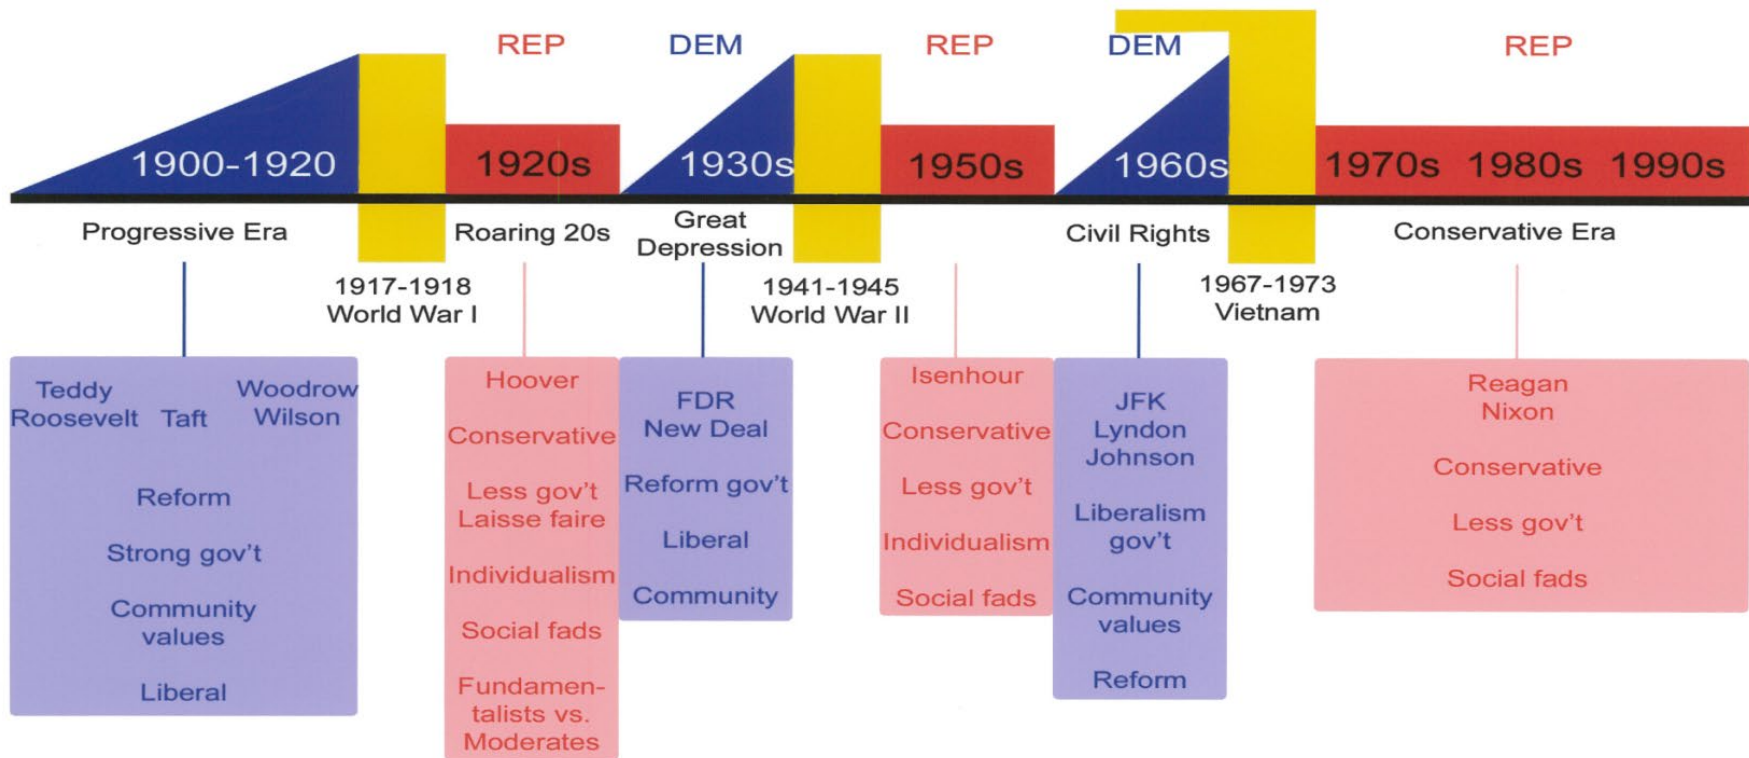 REP
DEM
REP
DEM
REP
1900-1920
1920s
1930s
1950s
1960s
1970s
1980s
1990s
Progressive Era
Roaring 20s
Great
Depression
Civil Rights
Conservative Era
1917-1918
World War I
1941-1945
World War II
1967-1973
Vietnam
Teddy
Roosevelt
Taft
Woodrow
Wilson
Reform
Strong gov't
Community
values
Liberal
Hoover
Conservative
Less gov't
Laisse faire
Individualism
Social fads
Fundamen-
talists vs.
Moderates
FDR
New Deal
Reform gov't
Liberal
Community
Isenhour
Conservative
Less gov't
Individualism
Social fads
JFK
Lyndon
Johnson
Liberalism
gov't
Community
values
Reform
Reagan
Nixon
Conservative
Less gov't
Social fads